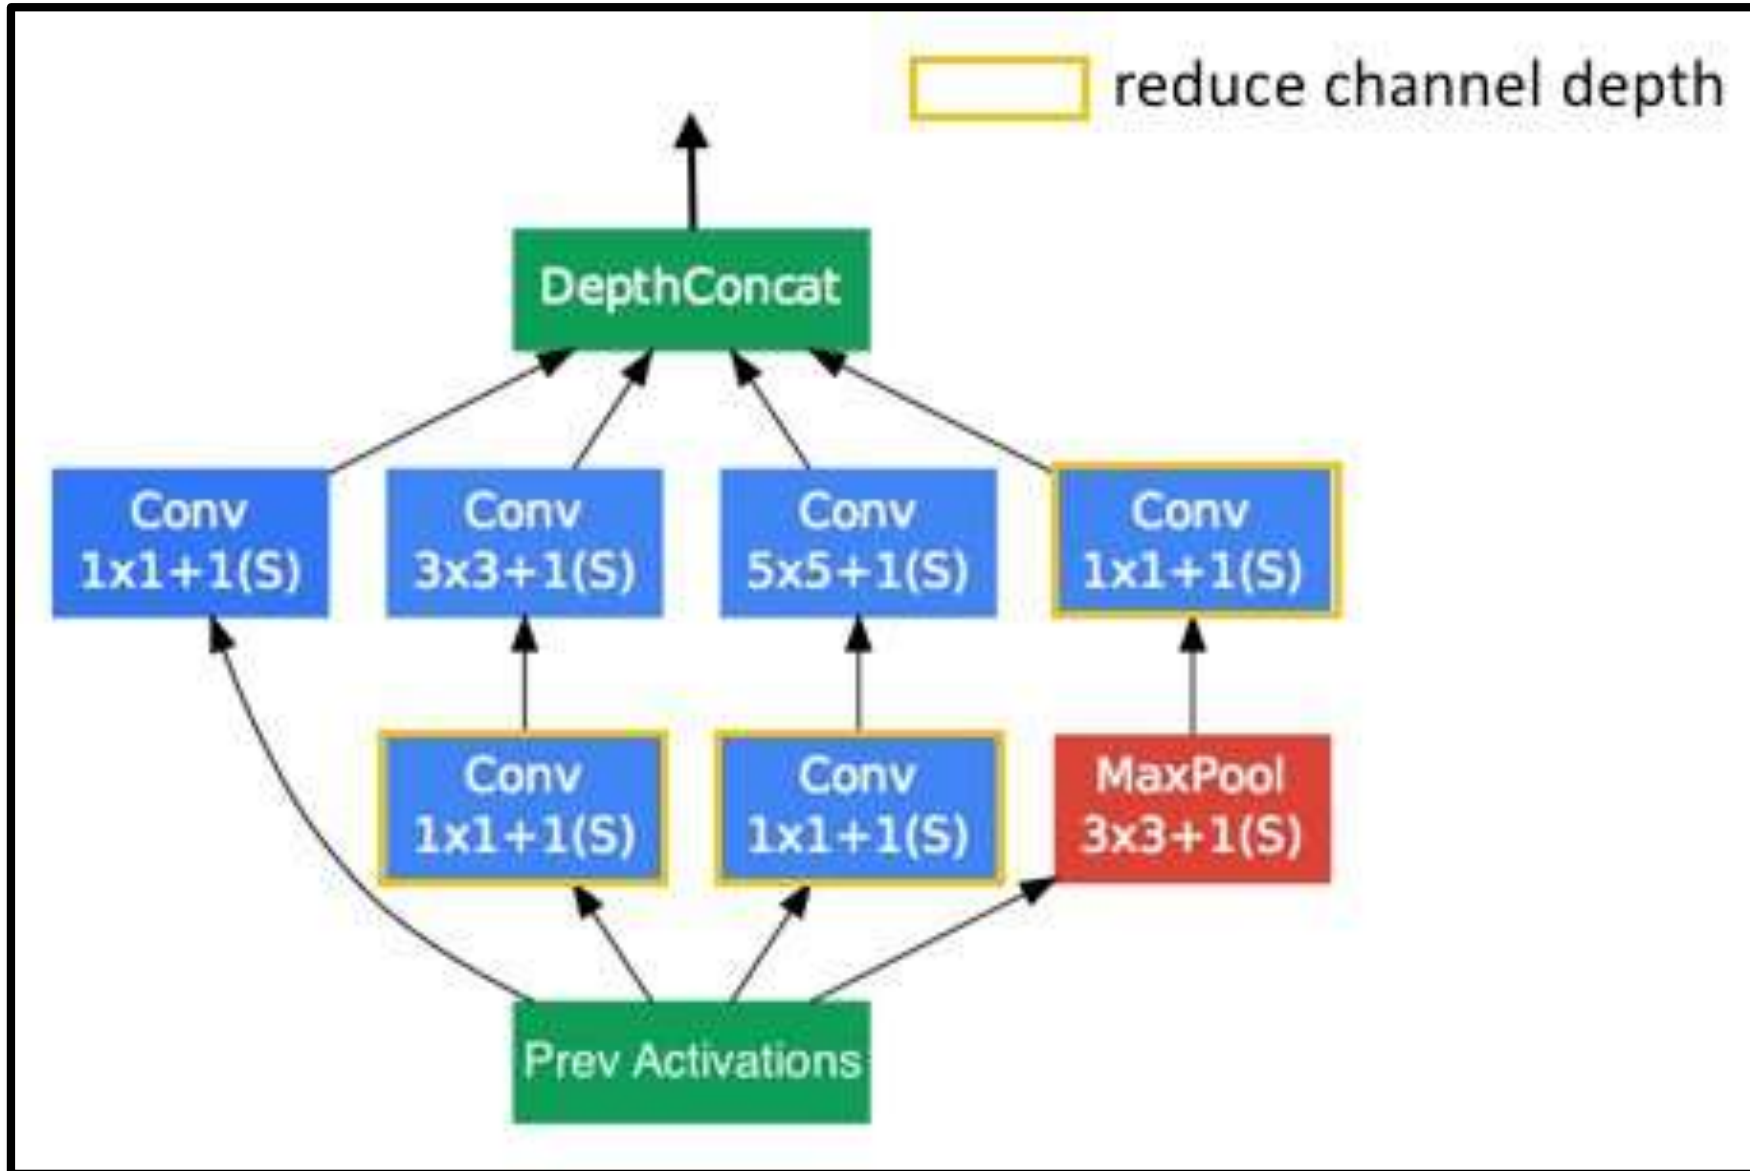 reduce channel depth
DepthConcat
Conv
1x1+1(S)
Conv
3x3+1(S)
Conv
5x5+1(S)
Conv
1x1+1(S)
Conv
1x1+1(S)
Conv
1x1+1(S)
MaxPool
3x3+1(S)
Prev Activations